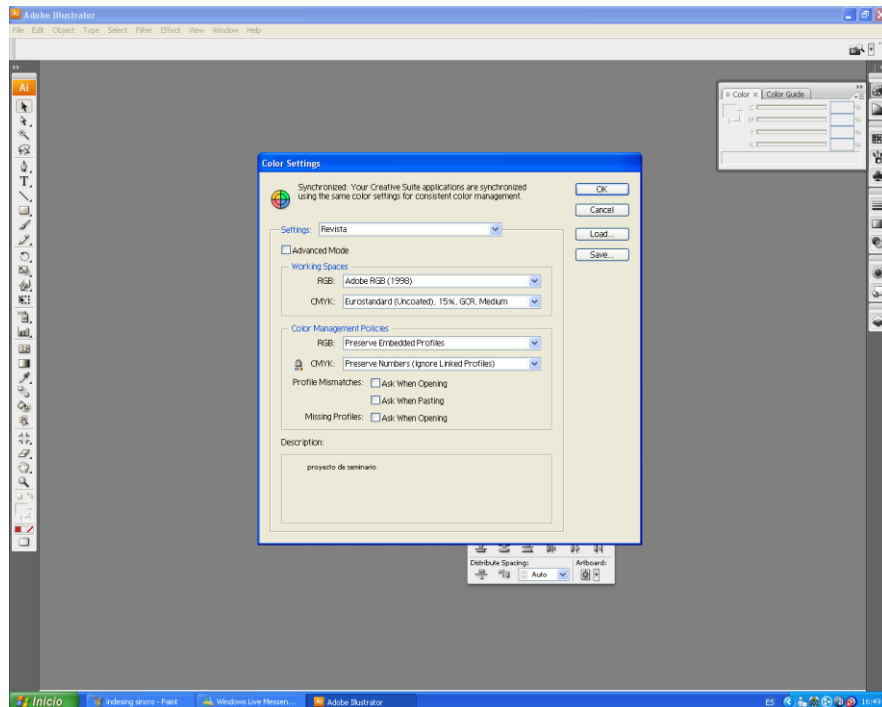 Adobe Illustrator
File Edit Object Type Select Filter Effect View Window Help
Ai
Color × Color Guide
C %
M %
Y %
K %
Color Settings
Synchronized: Your Creative Suite applications are synchronized
using the same color settings for consistent color management.
OK
Cancel
Load...
Save...
Settings: Revista
Advanced Mode
Working Spaces
RGB: Adobe RGB (1998)
CMYK: Eurostandard (Uncoated), 15%, GCR, Medium
Color Management Policies
RGB: Preserve Embedded Profiles
CMYK: Preserve Numbers (Ignore Linked Profiles)
Profile Mismatches: Ask When Opening
Ask When Pasting
Missing Profiles: Ask When Opening
Description:
proyecto de seminario
Distribute Spacing: Artboard:
Auto
Inicio indesing sincro - Paint Windows Live Messen... Adobe Illustrator ES 16:49